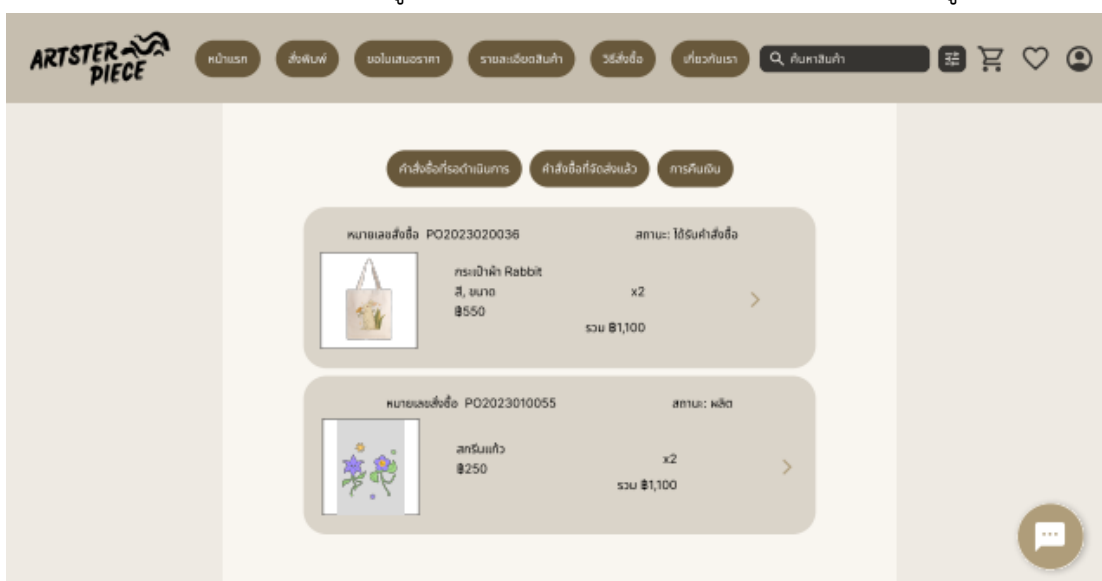 ARTSTER
PIECE
หน้าแรก
สั่งพิมพ์
ขอใบเสนอราคา
รายละเอียดสินค้า
วิธีสั่งซื้อ
เกี่ยวกับเรา
ค้นหาสินค้า
คำสั่งซื้อที่รอดำเนินการ
คำสั่งซื้อที่จัดส่งแล้ว
การคืนเงิน
หมายเลขสั่งซื้อ PO2023020036
สถานะ: ได้รับคำสั่งซื้อ
กระเป๋าผ้า Rabbit
สี, ขนาด
x2
฿550
รวม ฿1,100
หมายเลขสั่งซื้อ PO2023010055
สถานะ: ผลิต
สกรีนแก้ว
฿250
x2
รวม ฿1,100